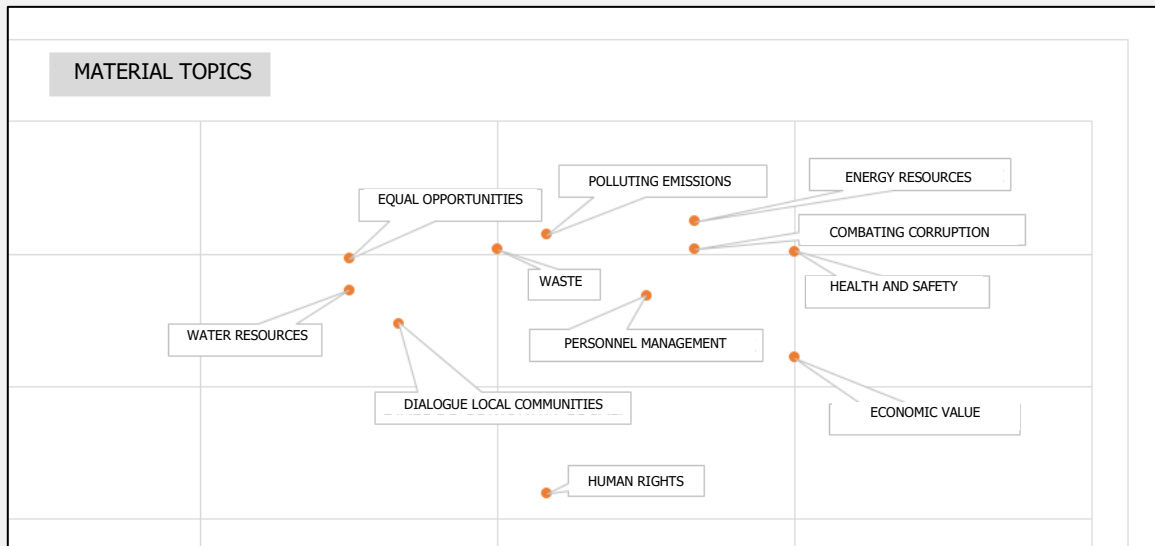 MATERIAL TOPICS
POLLUTING EMISSIONS
ENERGY RESOURCES
EQUAL OPPORTUNITIES
COMBATING CORRUPTION
WASTE
HEALTH AND SAFETY
WATER RESOURCES
PERSONNEL MANAGEMENT
DIALOGUE LOCAL COMMUNITIES
ECONOMIC VALUE
HUMAN RIGHTS